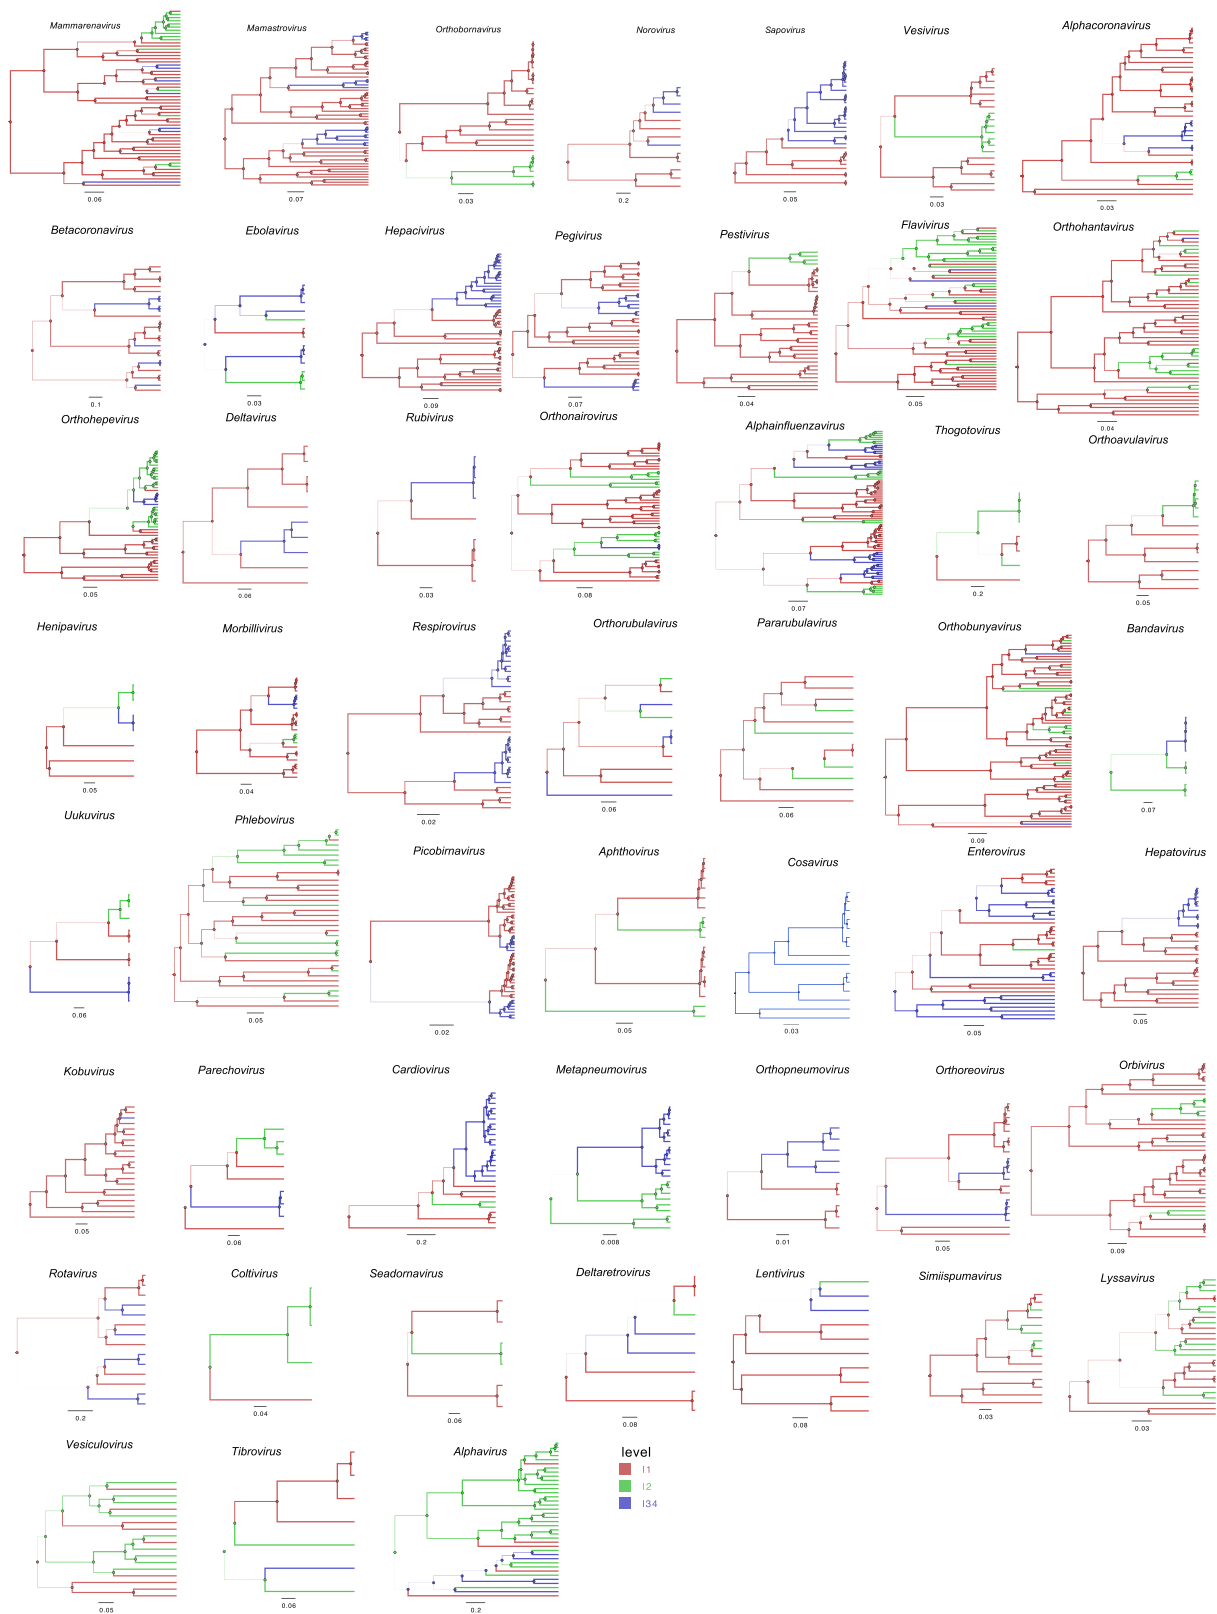 Mammarenavirus
Mamastrovirus
Orthobornavirus
Norovirus
Sapovirus
Vesivirus
Alphacoronavirus
0.06
0.07
0.03
0.2
0.05
0.03
0.03
Betacoronavirus
Ebolavirus
Hepacivirus
Pegivirus
Pestivirus
Flavivirus
Orthohantavirus
0.1
0.03
0.09
0.07
0.04
0.05
0.04
Orthohepevirus
Deltavirus
Rubivirus
Orthonairovirus
Alphainfluenzavirus
Thogotovirus
Orthoavulavirus
0.05
0.06
0.03
0.08
0.07
0.2
0.05
Henipavirus
Morbillivirus
Respirovirus
Orthorubulavirus
Pararubulavirus
Orthobunyavirus
Bandavirus
0.05
0.04
0.02
0.06
0.06
0.09
0.07
Uukuvirus
Phlebovirus
Picobirnavirus
Aphthovirus
Cosavirus
Enterovirus
Hepatovirus
0.06
0.05
0.02
0.05
0.03
0.05
0.05
Kobuvirus
Parechovirus
Cardiovirus
Metapneumovirus
Orthopneumovirus
Orthoreovirus
Orbivirus
0.05
0.06
0.2
0.008
0.01
0.05
0.09
Rotavirus
Coltivirus
Seadornavirus
Deltaretrovirus
Lentivirus
Simiispumavirus
Lyssavirus
0.2
0.04
0.06
0.08
0.08
0.03
0.03
Vesiculovirus
Tibrovirus
Alphavirus
level
l1
l2
l34
0.05
0.06
0.2